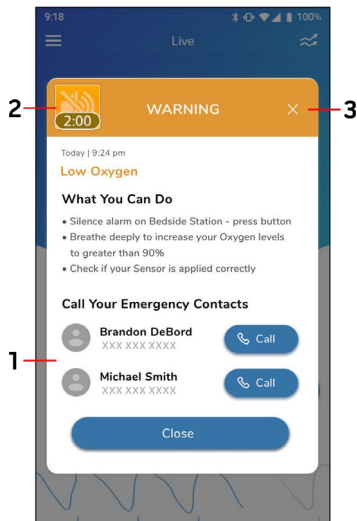 9:18
100%
Live
2
2:00
WARNING
3
Today | 9:24 pm
Low Oxygen
What You Can Do
• Silence alarm on Bedside Station - press button
• Breathe deeply to increase your Oxygen levels
to greater than 90%
• Check if your Sensor is applied correctly
Call Your Emergency Contacts
Brandon DeBord
XXX XXX XXXX
Call
1
Michael Smith
XXX XXX XXXX
Call
Close